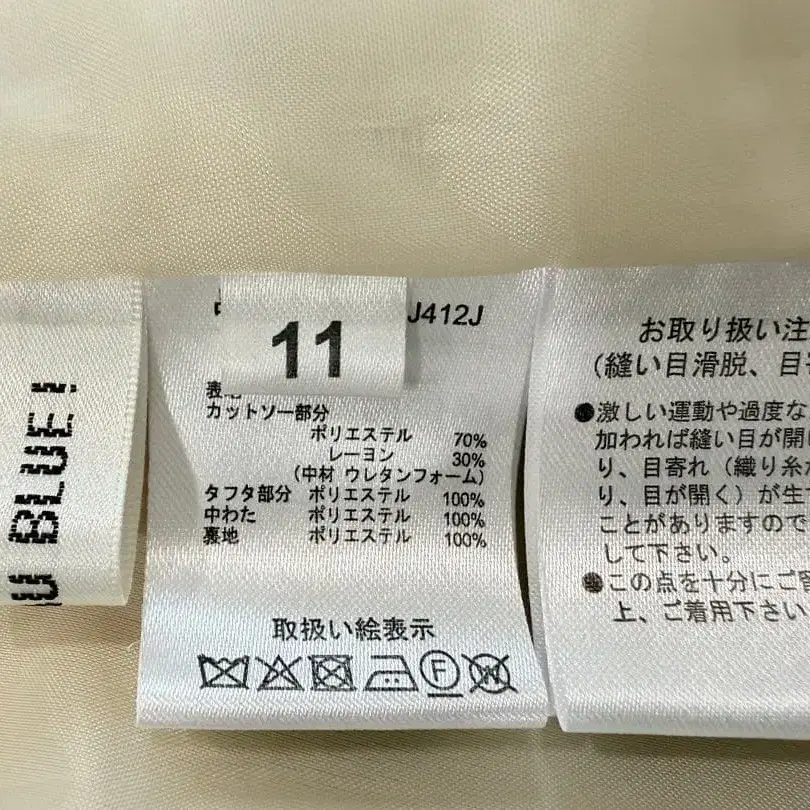 BLUE!
11
J412J
カットソー部分
ポリエステル 70%
レーヨン 30%
(中材 ウレタンフォーム)
タフタ部分 ポリエステル 100%
中わた ポリエステル 100%
裏地 ポリエステル 100%
取扱い絵表示
F
W
お取り扱い注
(縫い目滑脱、目寄
●激しい運動や過度な
加われば縫い目が開
り、目寄れ(織り糸が
り、目が開く)が生
ことがありますので
して下さい。
●この点を十分にご
上、ご着用下さい